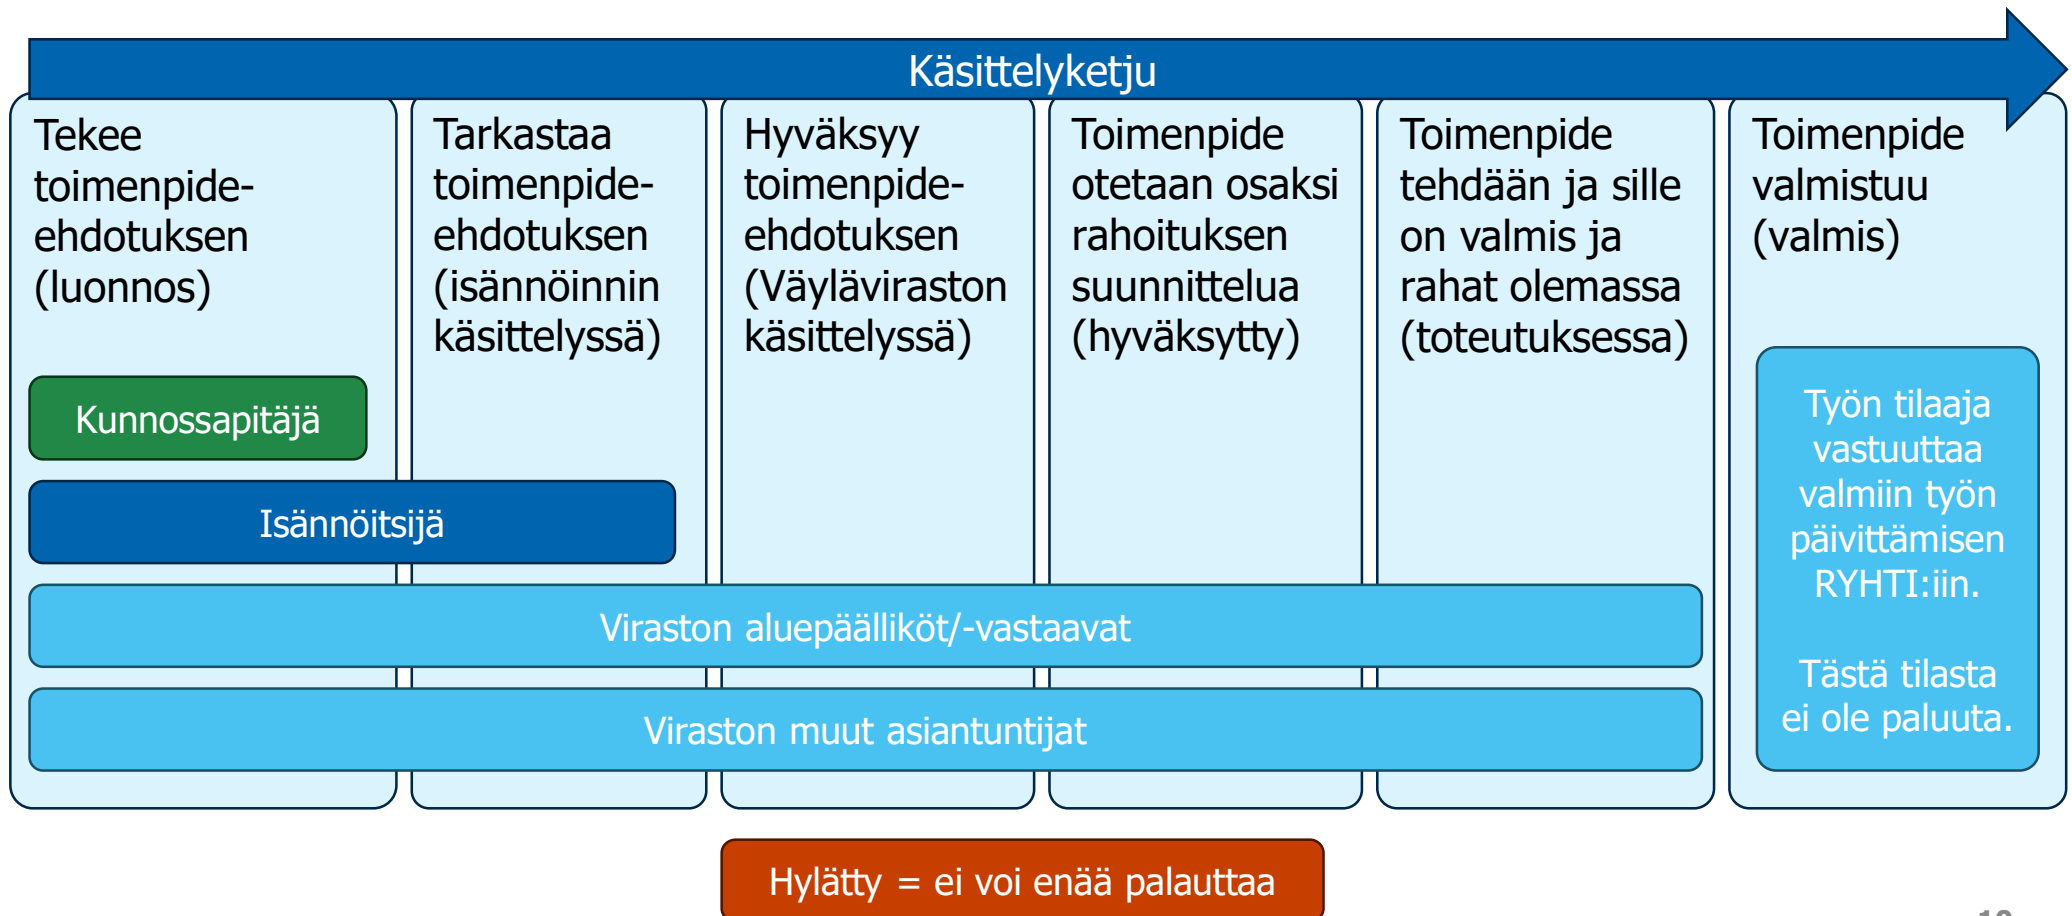 Käsittelyketju
Tekee
toimenpide-
ehdotuksen
(luonnos)
Tarkastaa
toimenpide-
ehdotuksen
(isännöinnin
käsittelyssä)
Hyväksyy
toimenpide-
ehdotuksen
(Väyläviraston
käsittelyssä)
Toimenpide
otetaan osaksi
rahoituksen
suunnittelua
(hyväksytty)
Toimenpide
tehdään ja sille
on valmis ja
rahat olemassa
(toteutuksessa)
Toimenpide
valmistuu
(valmis)
Kunnossapitäjä
Isännöitsijä
Viraston aluepäälliköt/-vastaavat
Viraston muut asiantuntijat
Työn tilaaja
vastuuttaa
valmiin työn
päivittämisen
RYHTI:iin.
Tästä tilasta
ei ole paluuta.
Hylätty = ei voi enää palauttaa